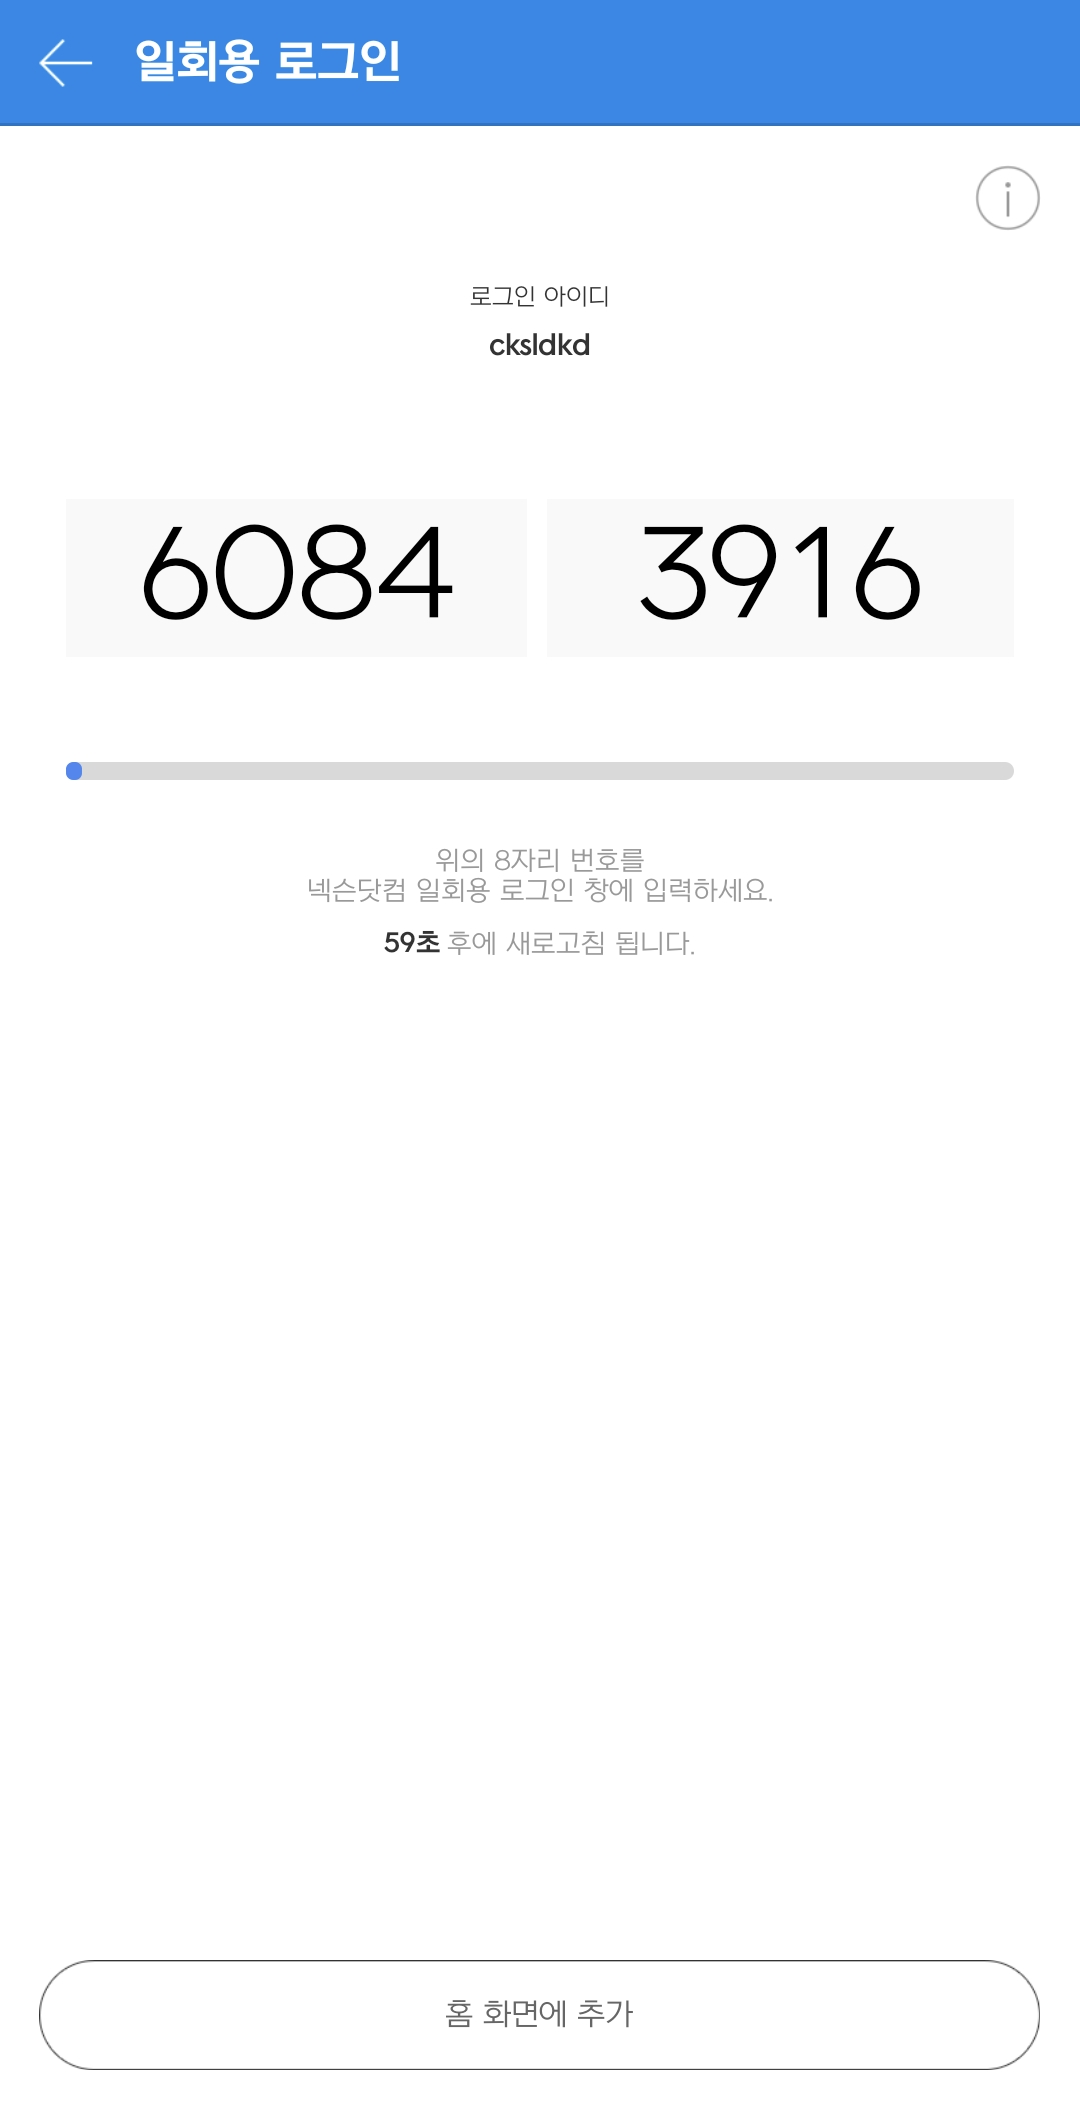 일회용 로그인
로그인 아이디
cksldkd
6084 3916
위의 8자리 번호를
넥슨닷컴 일회용 로그인 창에 입력하세요.
59초 후에 새로고침 됩니다.
홈 화면에 추가